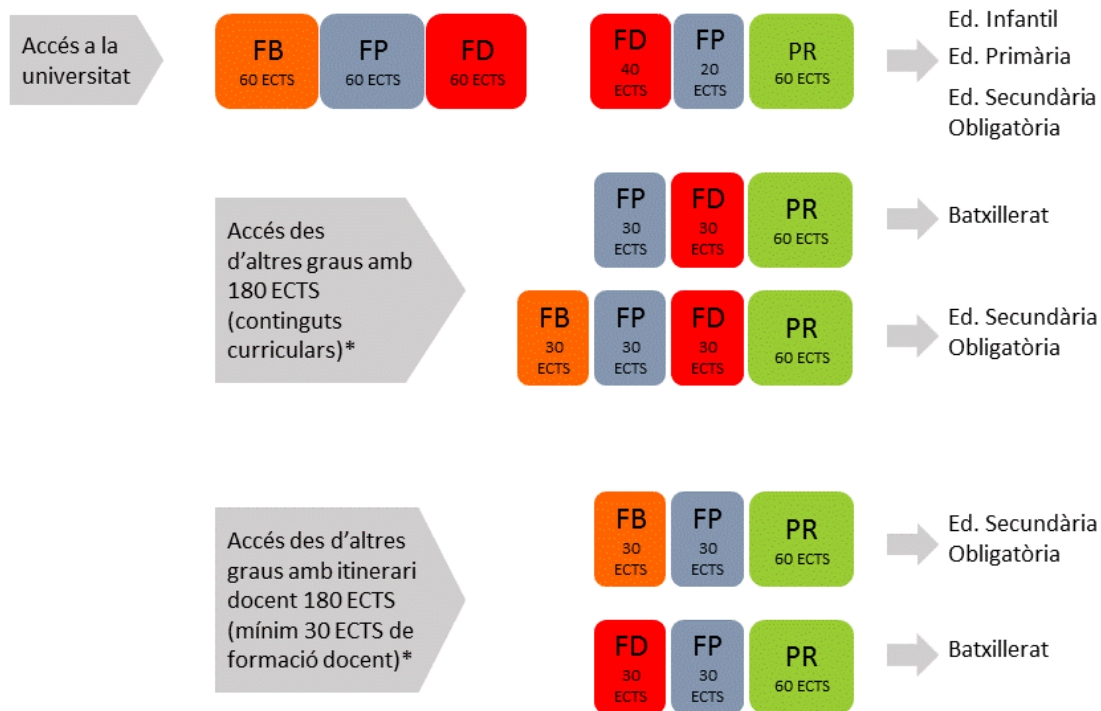 Accés a la
universitat
FB
60 ECTS
FP
60 ECTS
FD
60 ECTS
FD
40
ECTS
FP
20
ECTS
PR
60 ECTS
Ed. Infantil
Ed. Primària
Ed. Secundària
Obligatòria
Accés des
d'altres graus amb
180 ECTS
(continguts
curriculars)*
FP
30
ECTS
FD
30
ECTS
PR
60 ECTS
Batxillerat
FB
30
ECTS
FP
30
ECTS
FD
30
ECTS
PR
60 ECTS
Ed. Secundària
Obligatòria
Accés des d'altres
graus amb itinerari
docent 180 ECTS
(mínim 30 ECTS de
formació docent)*
FB
30
ECTS
FP
30
ECTS
PR
60 ECTS
Ed. Secundària
Obligatòria
FD
30
ECTS
FP
30
ECTS
PR
60 ECTS
Batxillerat